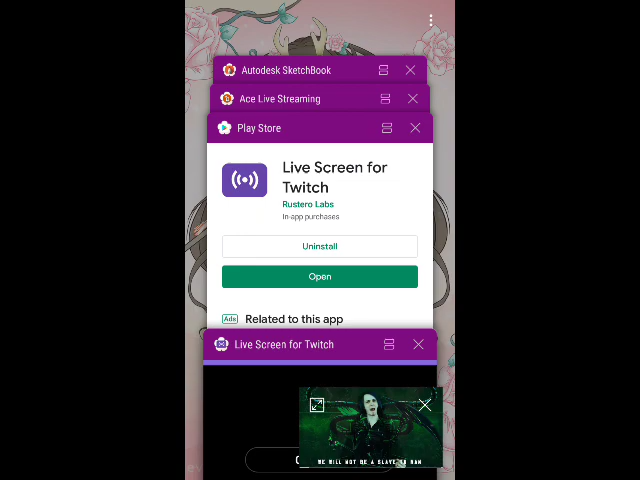 Autodesk SketchBook
Ace Live Streaming
Play Store
Live Screen for
Twitch
Rustero Labs
In-app purchases
Uninstall
Open
Ads Related to this app
Live Screen for Twitch
WE WILL NOT BE A SLAVE TO MAN